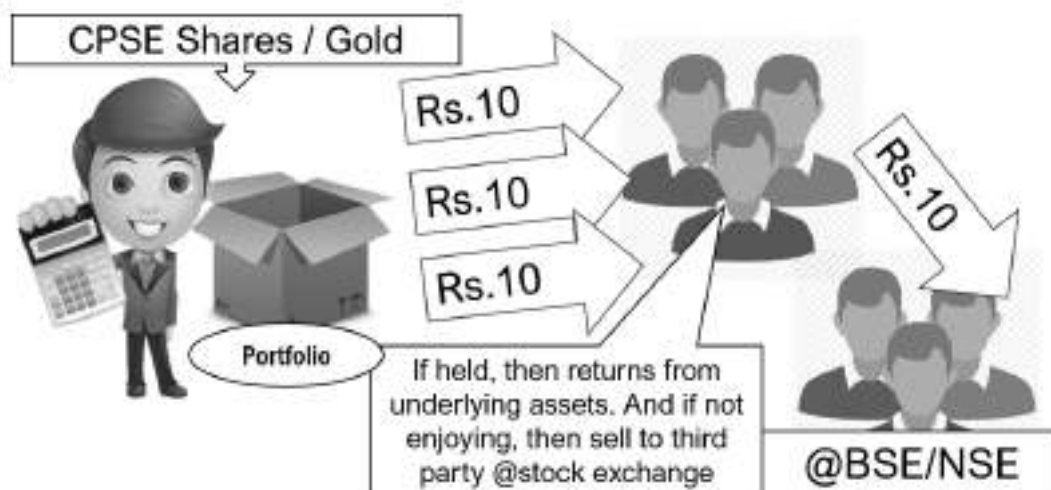 CPSE Shares / Gold
Rs.10
Rs.10
Rs.10
Rs.10
Portfolio
If held, then returns from
underlying assets. And if not
enjoying, then sell to third
party @stock exchange
@BSE/NSE